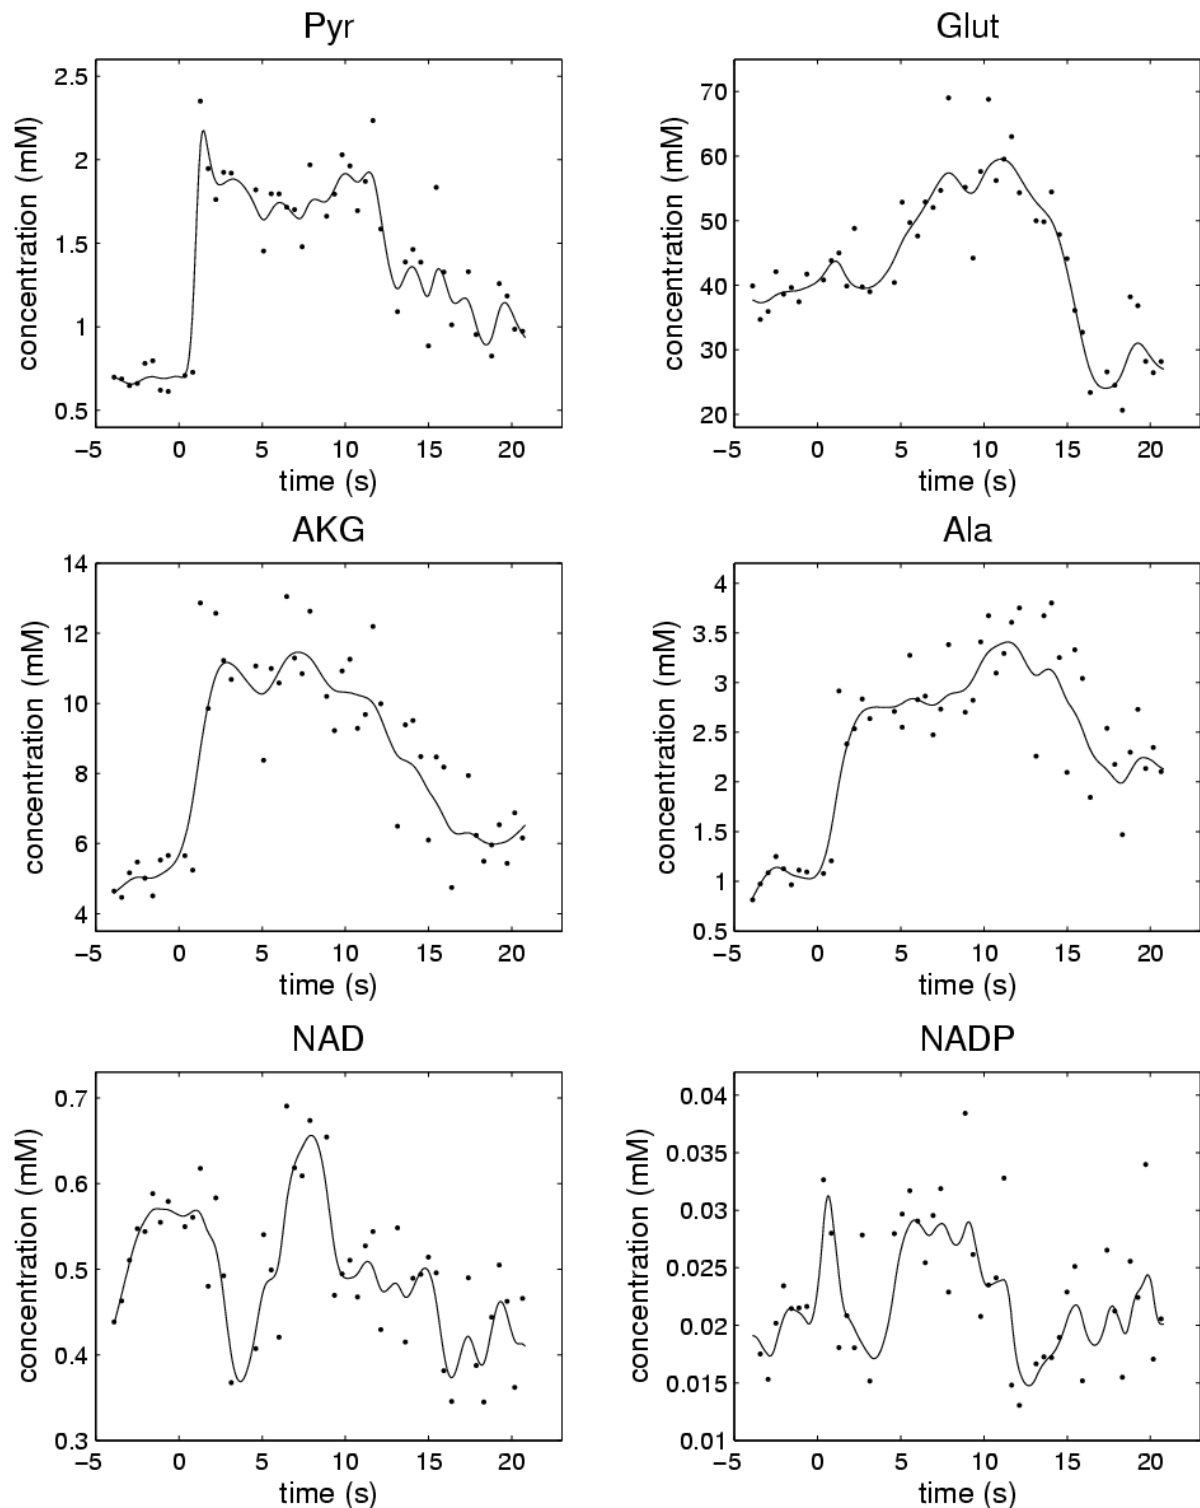 Pyr
concentration (mM)
2.5
2
1.5
1
0.5
−5 0 5 10 15 20
time (s)
Glut
concentration (mM)
70
60
50
40
30
20
−5 0 5 10 15 20
time (s)
AKG
concentration (mM)
14
12
10
8
6
4
−5 0 5 10 15 20
time (s)
Ala
concentration (mM)
4
3.5
3
2.5
2
1.5
1
0.5
−5 0 5 10 15 20
time (s)
NAD
concentration (mM)
0.7
0.6
0.5
0.4
0.3
−5 0 5 10 15 20
time (s)
NADP
concentration (mM)
0.04
0.035
0.03
0.025
0.02
0.015
0.01
−5 0 5 10 15 20
time (s)